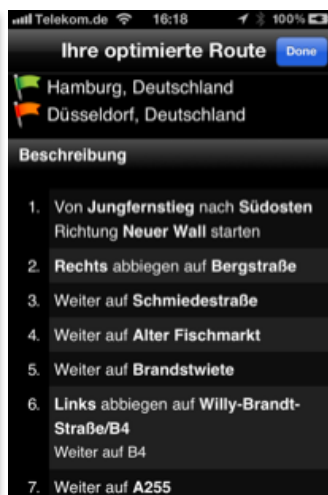 Telekom.de 16:18 100%
Ihre optimierte Route Done
Hamburg, Deutschland
Düsseldorf, Deutschland
Beschreibung
1. Von Jungfernstieg nach Südosten
Richtung Neuer Wall starten
2. Rechts abbiegen auf Bergstraße
3. Weiter auf Schmiedestraße
4. Weiter auf Alter Fischmarkt
5. Weiter auf Brandstwiete
6. Links abbiegen auf Willy-Brandt-
Straße/B4
Weiter auf B4
7. Weiter auf A255